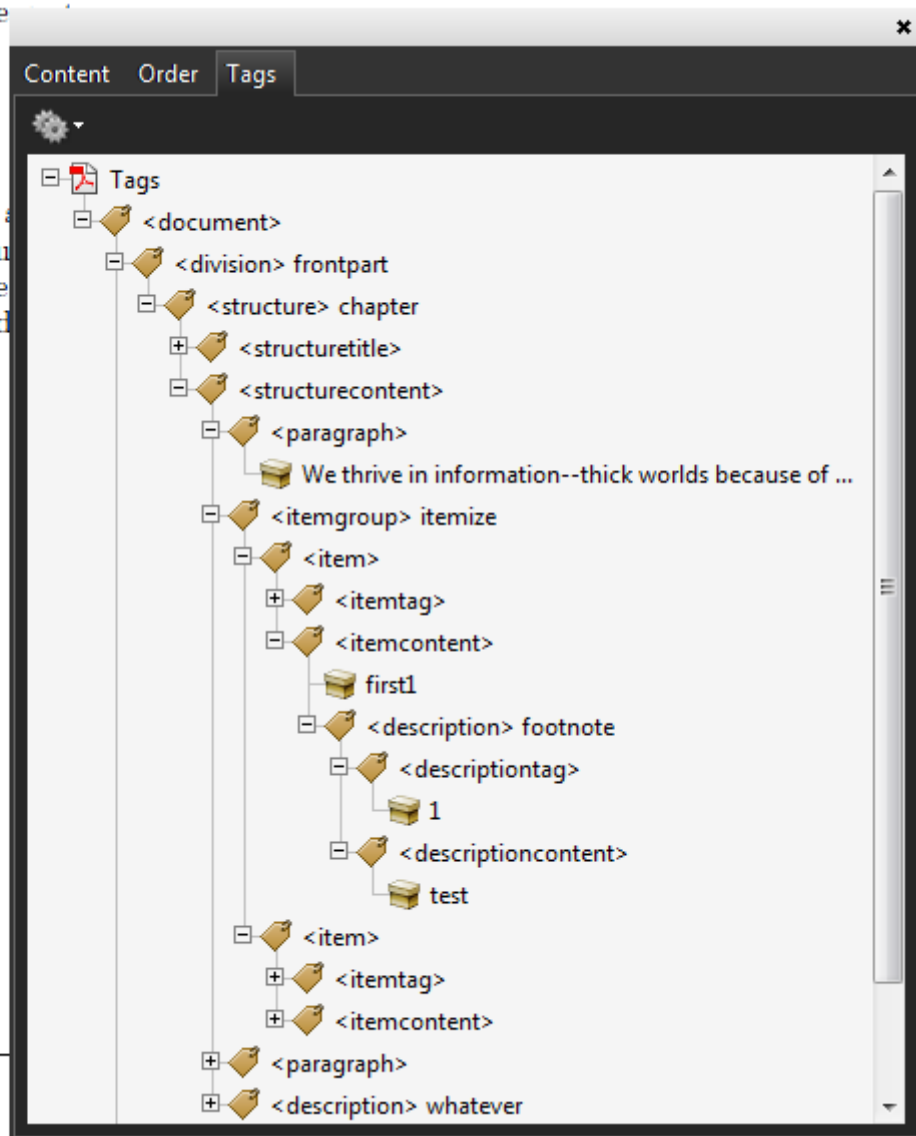 Content Order Tags
Tags
<document>
<division> frontpart
<structure> chapter
<structuretitle>
<structurecontent>
<paragraph>
We thrive in information--thick worlds because of ...
<itemgroup> itemize
<item>
<itemtag>
<itemcontent>
first1
<description> footnote
<descriptiontag>
1
<descriptioncontent>
test
<item>
<itemtag>
<itemcontent>
<paragraph>
<description> whatever